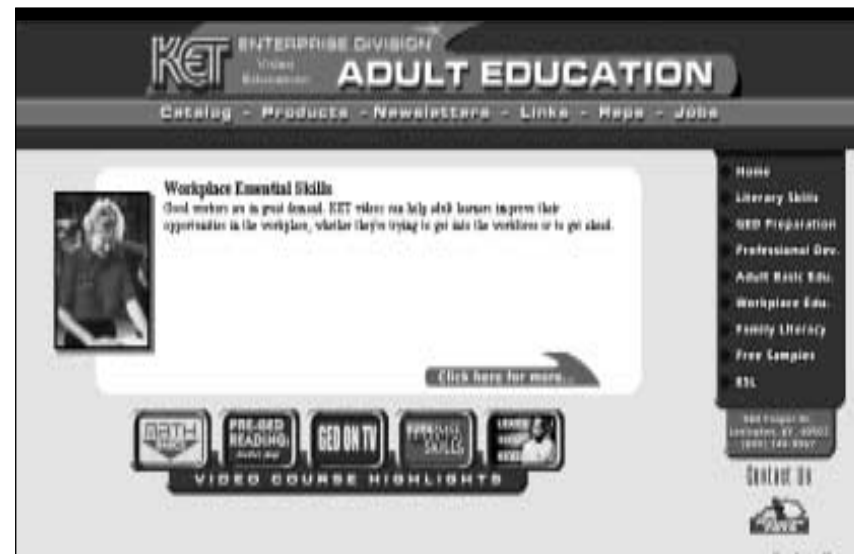 KET ENTERPRISE DIVISION
Video
Education
ADULT EDUCATION
Catalog - Products - Newsletters - Links - Reps - Jobs
Workplace Essential Skills
Good workers are in great demand. KET videos can help adult learners improve their
opportunities in the workplace, whether they're trying to get into the workforce or to get ahead.
Click here for more...
MATH
PRE-GED
READING:
GED ON TV
SKILLS
VIDEO COURSE HIGHLIGHTS
Home
Literacy Skills
GED Preparation
Professional Dev.
Adult Basic Edu.
Workplace Edu.
Family Literacy
Free Samples
ESL
Contact Us